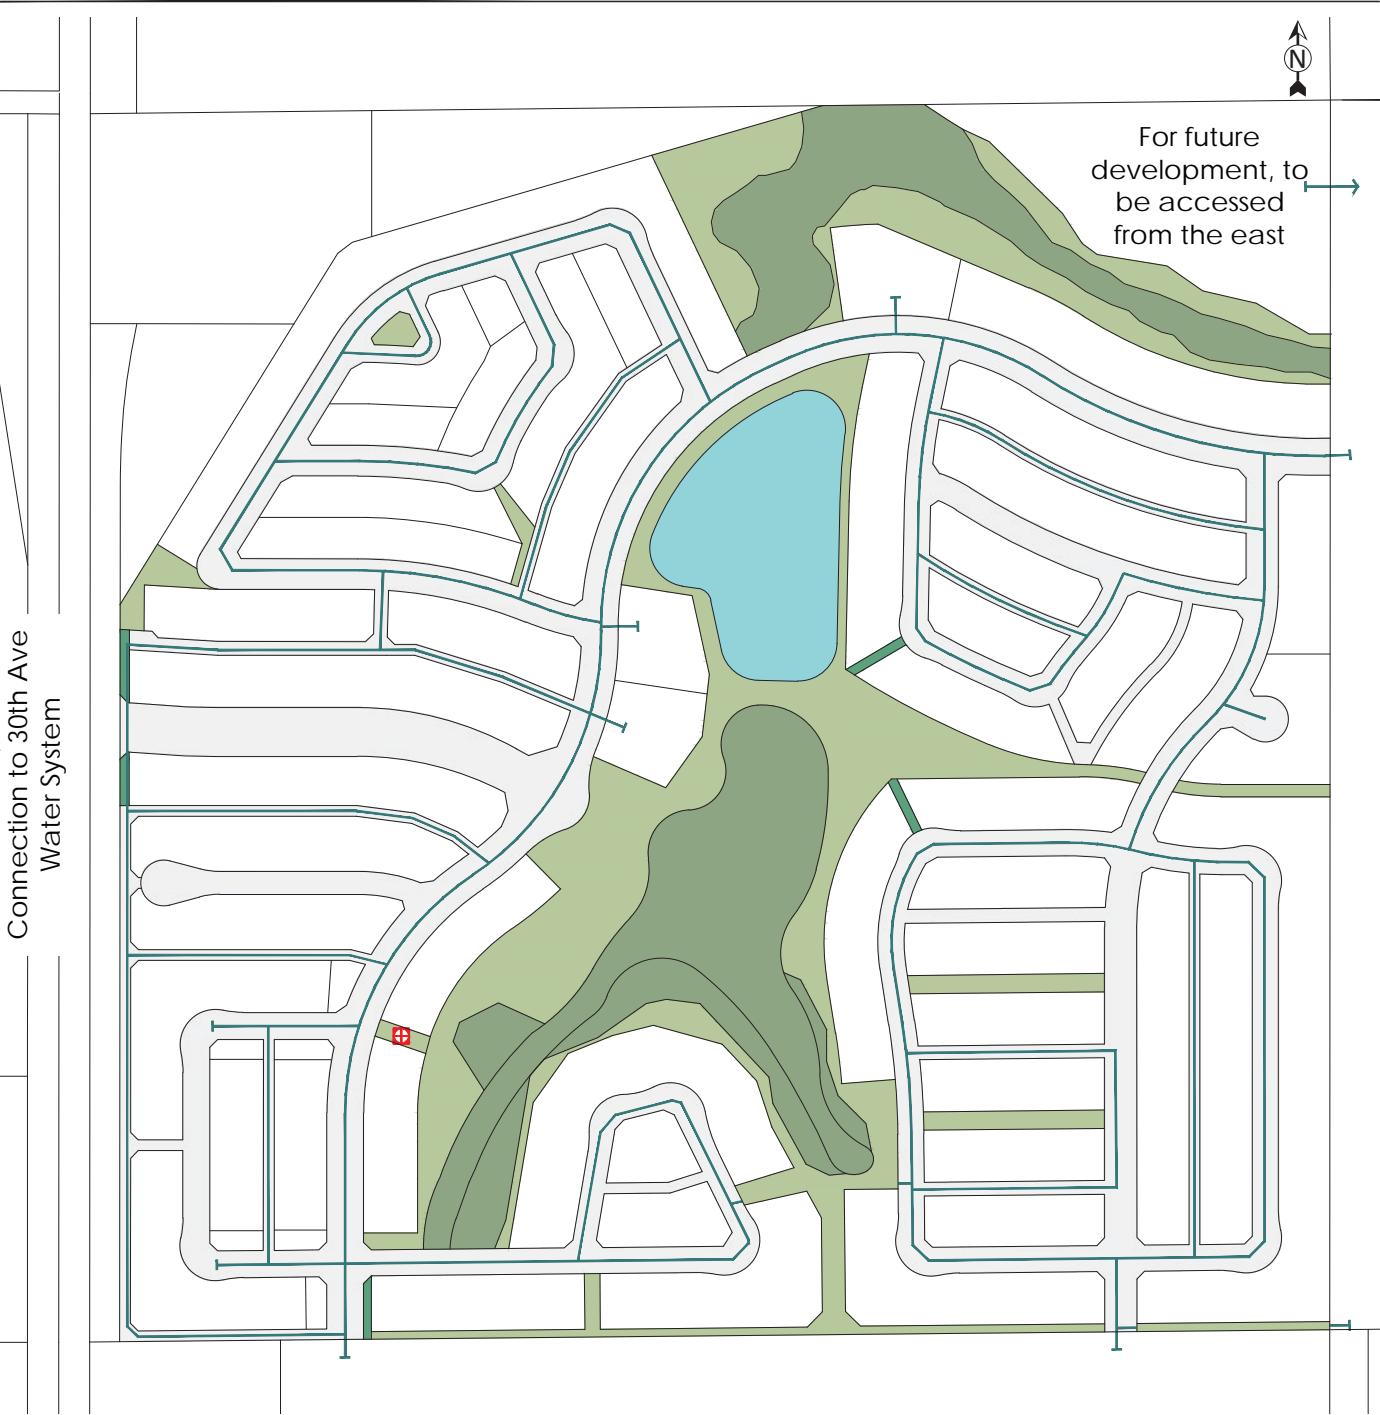 N
For future
development, to
be accessed
from the east
Connection to 30th Ave
Water System